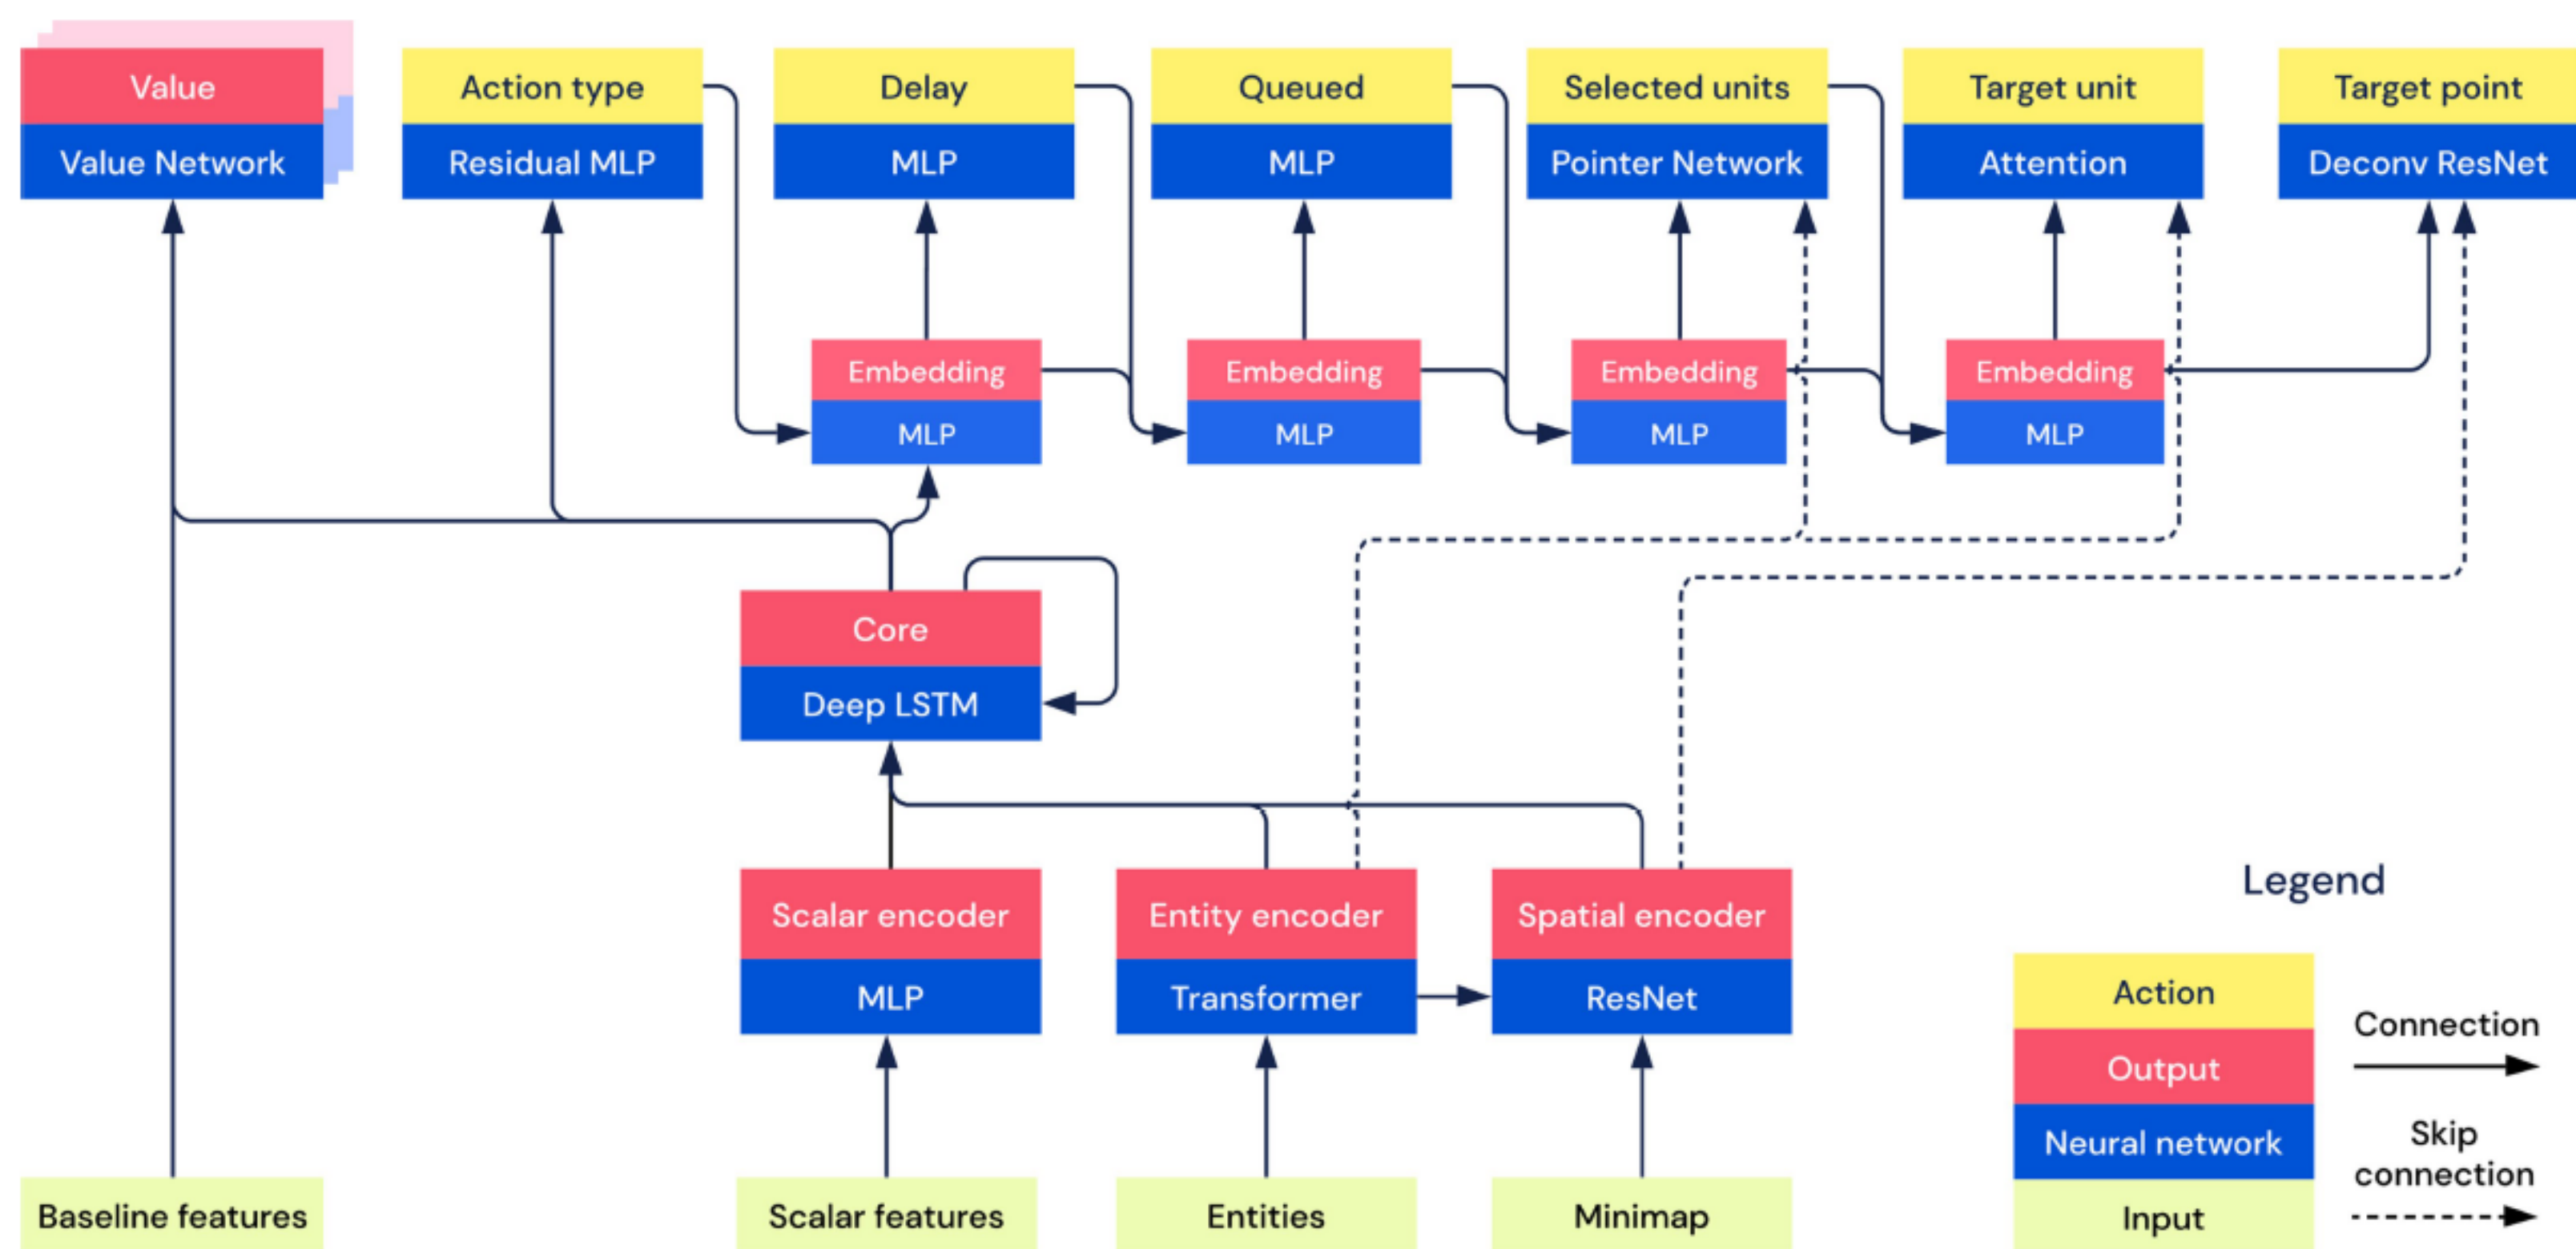 Value
Value Network
Action type
Residual MLP
Delay
MLP
Queued
MLP
Selected units
Pointer Network
Target unit
Attention
Target point
Deconv ResNet
Embedding
MLP
Embedding
MLP
Embedding
MLP
Embedding
MLP
Core
Deep LSTM
Scalar encoder
MLP
Entity encoder
Transformer
Spatial encoder
ResNet
Baseline features
Scalar features
Entities
Minimap
Legend
Action
Output
Neural network
Input
Connection
Skip
connection